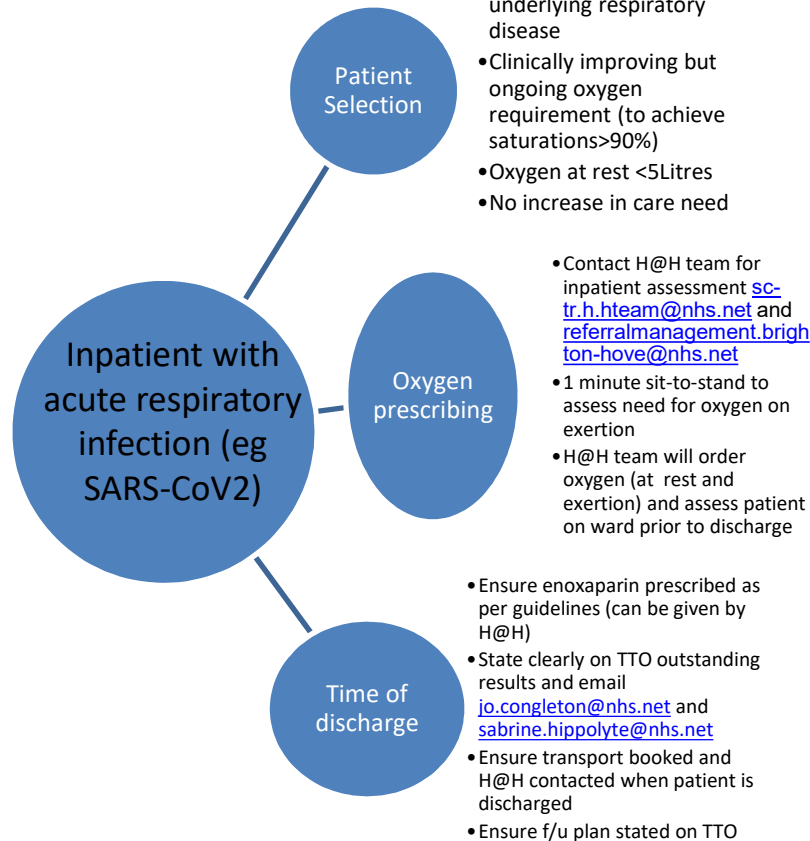 underlying respiratory
disease
Patient
Selection
•Clinically improving but
ongoing oxygen
requirement (to achieve
saturations>90%)
•Oxygen at rest <5Litres
•No increase in care need
Inpatient with
acute respiratory
infection (eg
SARS-CoV2)
Oxygen
prescribing
•Contact H@H team for
inpatient assessment sc-
tr.h.hteam@nhs.net and
referralmanagement.brigh
ton-hove@nhs.net
•1 minute sit-to-stand to
assess need for oxygen on
exertion
•H@H team will order
oxygen (at rest and
exertion) and assess patient
on ward prior to discharge
Time of
discharge
•Ensure enoxaparin prescribed as
per guidelines (can be given by
H@H)
•State clearly on TTO outstanding
results and email
jo.congleton@nhs.net and
sabrine.hippolyte@nhs.net
•Ensure transport booked and
H@H contacted when patient is
discharged
•Ensure f/u plan stated on TTO